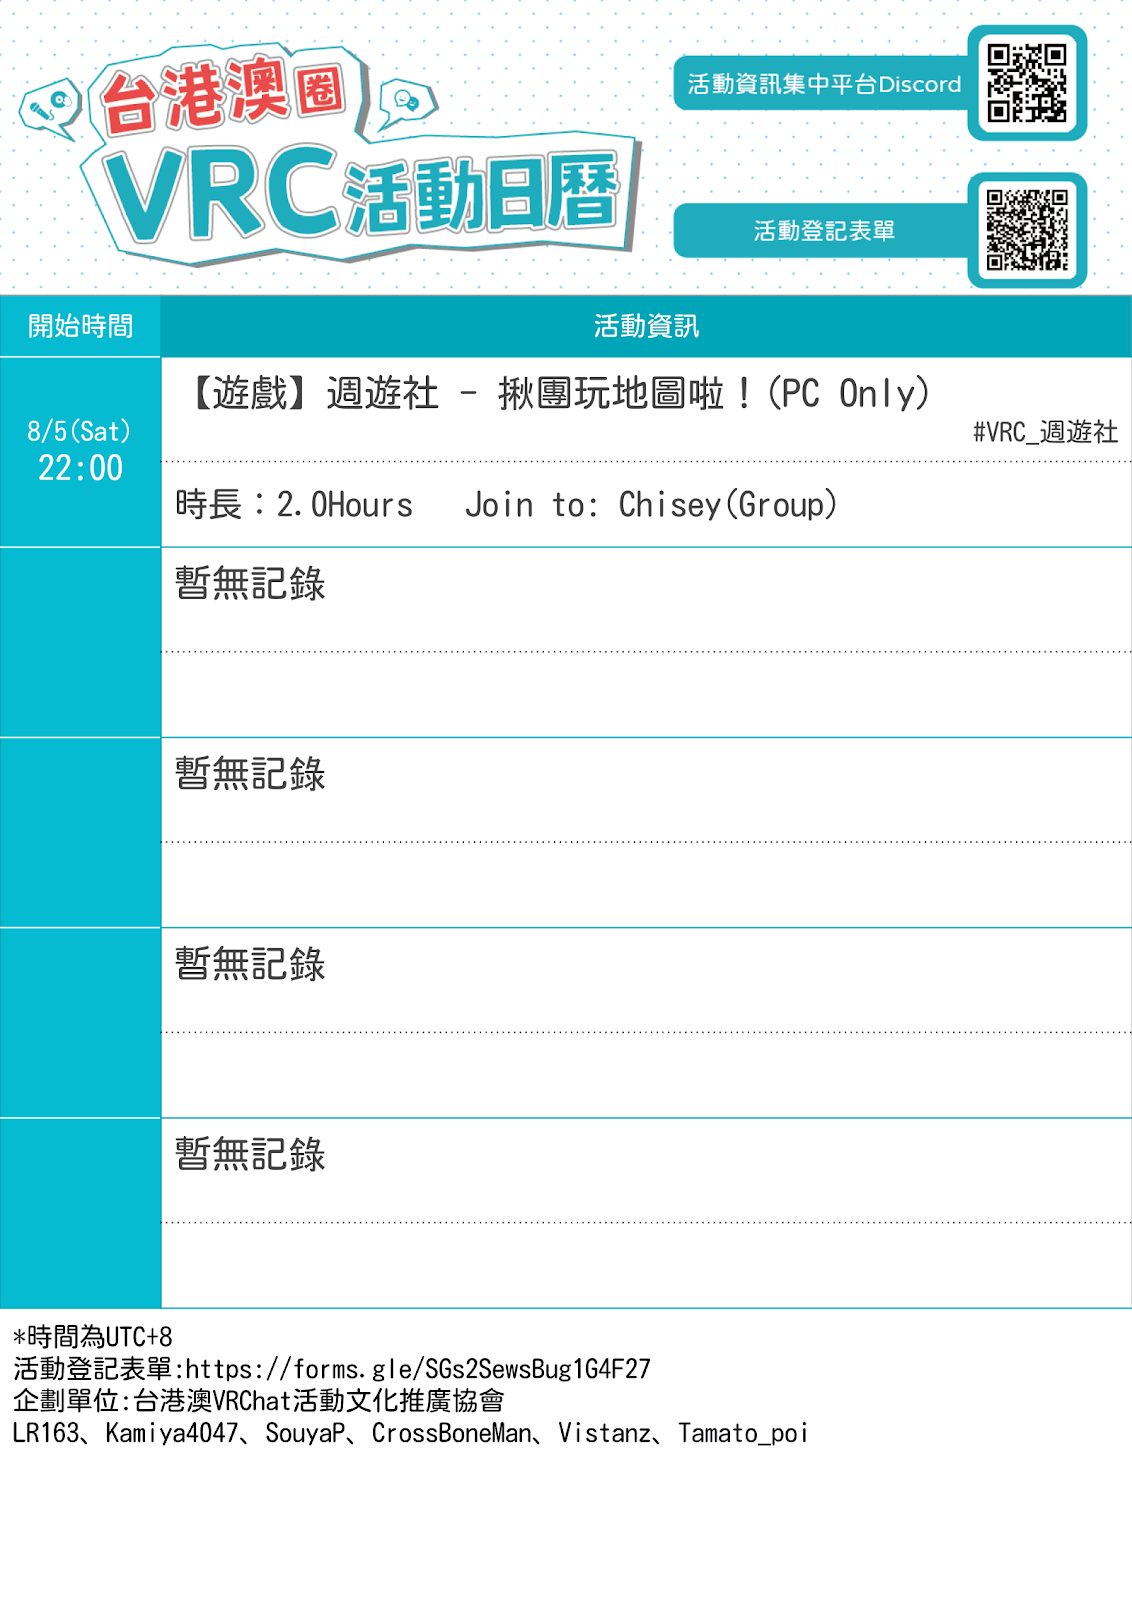 台港澳圈
VRC活動日曆
活動資訊集中平台Discord
活動登記表單
開始時間
活動資訊
8/5(Sat)
22:00
【遊戲】週遊社 - 揪團玩地圖啦！(PC Only)
#VRC_週遊社
時長：2.0Hours Join to: Chisey(Group)
暫無記錄
暫無記錄
暫無記錄
暫無記錄
*時間為UTC+8
活動登記表單:https://forms.gle/SGs2SewsBug1G4F27
企劃單位:台港澳VRChat活動文化推廣協會
LR163、Kamiya4047、SouyaP、CrossBoneMan、Vistanz、Tamato_poi